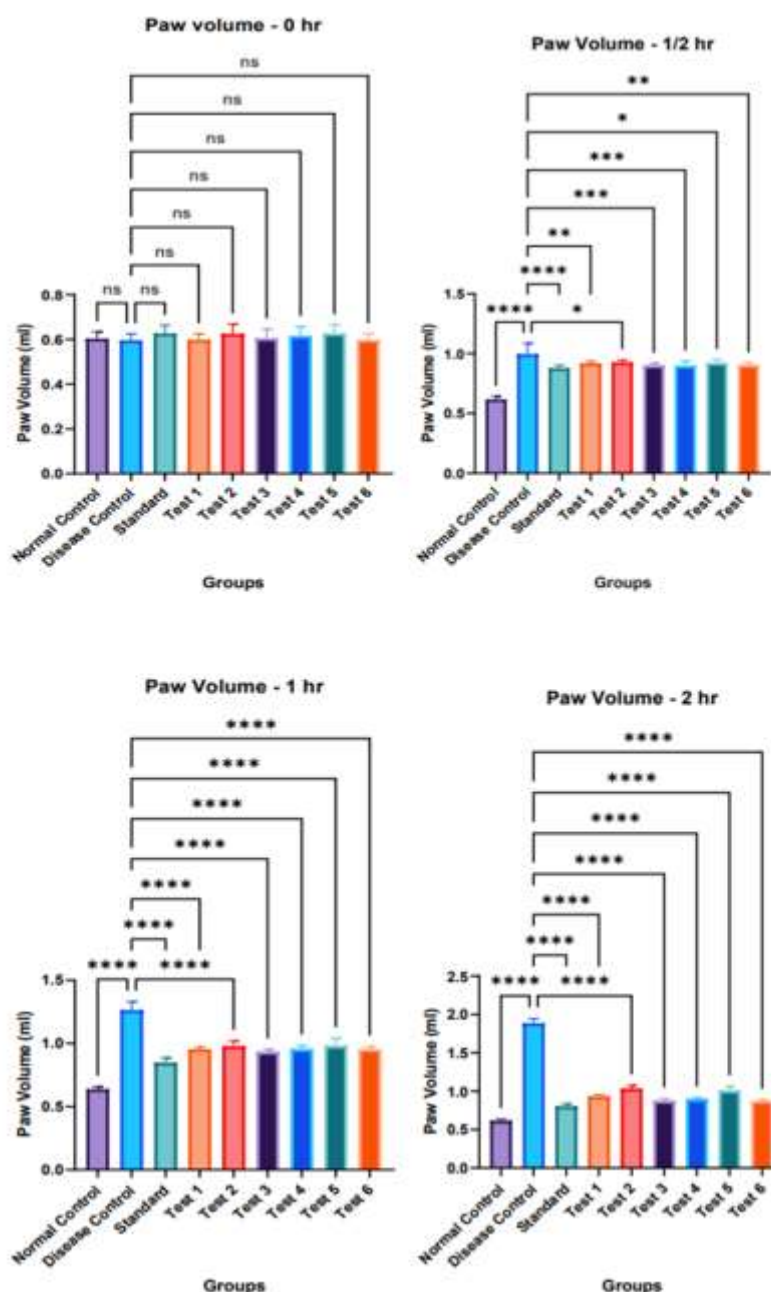 Paw volume - 0 hr
ns
ns
ns
ns
ns
ns
ns ns
0.8
0.6
0.4
0.2
0.0
Paw Volume (ml)
Normal Control
Disease Control
Standard
Test 1
Test 2
Test 3
Test 4
Test 5
Test 6
Groups
Paw Volume - 1/2 hr
**
*
***
***
**
****
**** *
1.5
1.0
0.5
0.0
Paw Volume (ml)
Normal Control
Disease Control
Standard
Test 1
Test 2
Test 3
Test 4
Test 5
Test 6
Groups
Paw Volume - 1 hr
****
****
****
****
****
****
**** ****
1.5
1.0
0.5
0.0
Paw Volume (ml)
Normal Control
Disease Control
Standard
Test 1
Test 2
Test 3
Test 4
Test 5
Test 6
Groups
Paw Volume - 2 hr
****
****
****
****
****
****
**** ****
2.5
2.0
1.5
1.0
0.5
0.0
Paw Volume (ml)
Normal Control
Disease Control
Standard
Test 1
Test 2
Test 3
Test 4
Test 5
Test 6
Groups